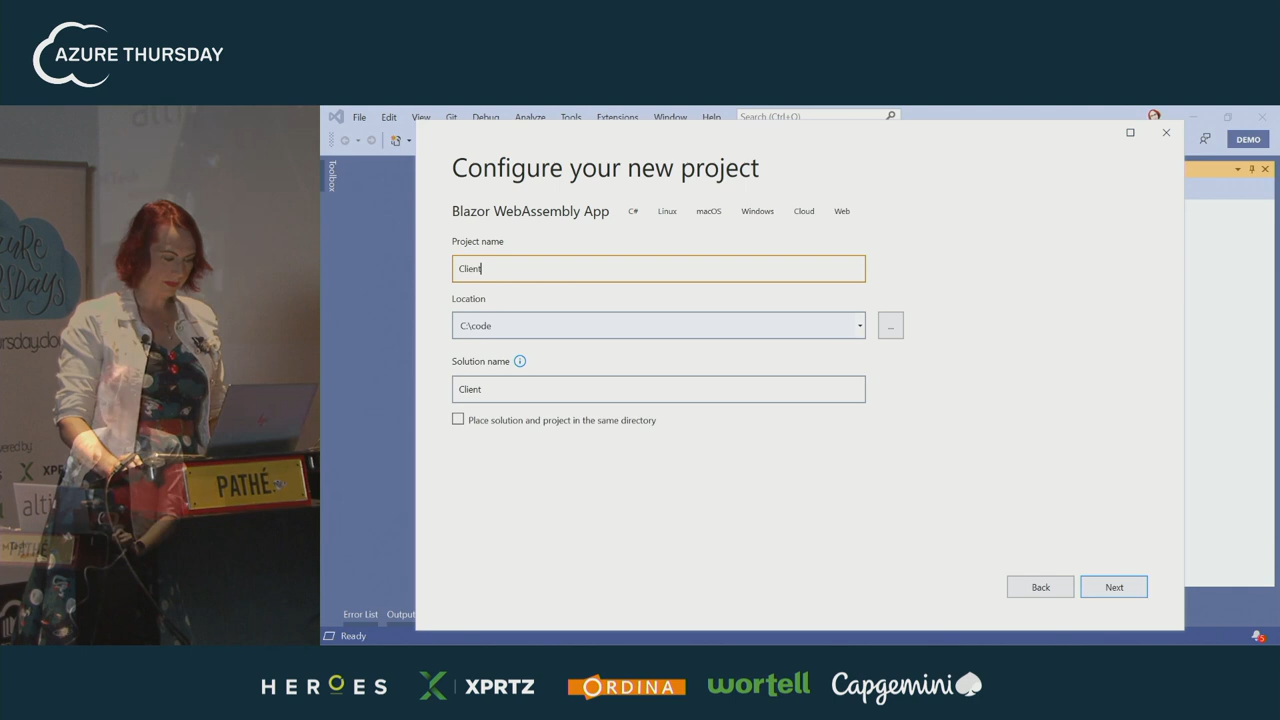 AZURE THURSDAY
File Edit View Git Debug Analyze Tools Extensions Window Help Search (Ctrl+Q)
DEMO
Toolbox
Configure your new project
Blazor WebAssembly App C# Linux macOS Windows Cloud Web
Project name
Client
Location
C:\code
...
Solution name
Client
Place solution and project in the same directory
Back Next
Error List Output
Ready
5
PATHÉ.
HEROES XPRTZ ORDINA wortell Capgemini